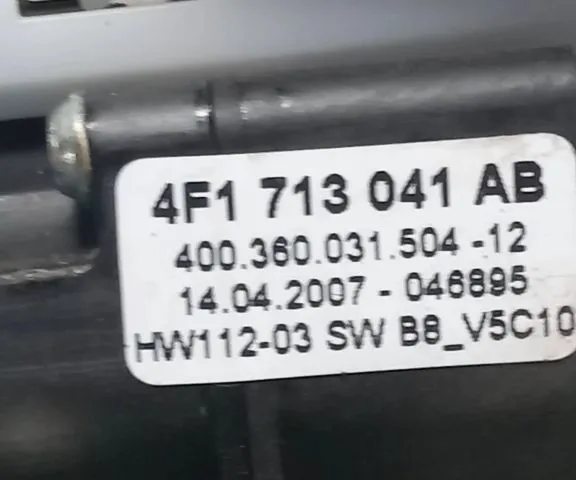 4F1 713 041 AB
400.360.031.504 -12
14.04.2007 - 046895
HW112-03 SW B8_V5C10